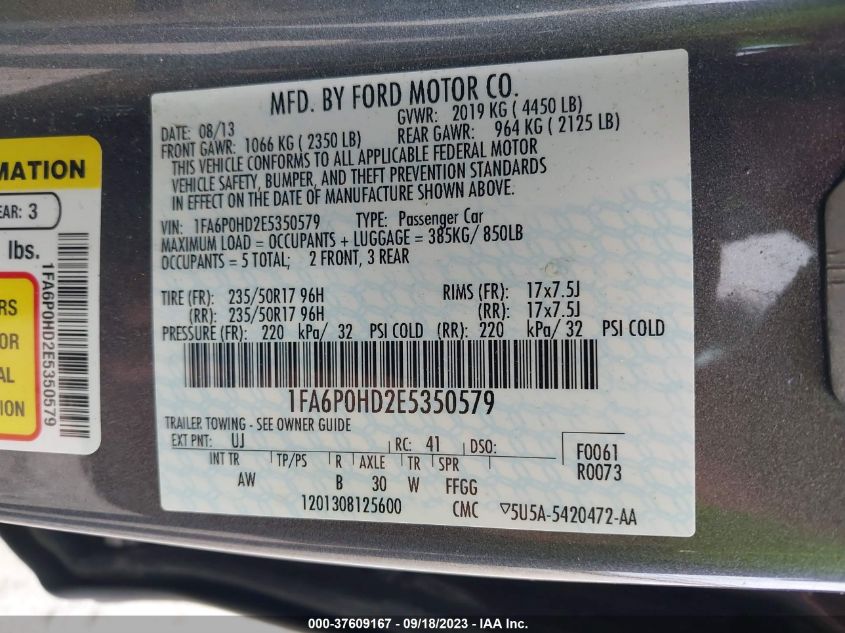 MFD. BY FORD MOTOR CO.
DATE: 08/13 GVWR: 2019 KG ( 4450 LB)
FRONT GAWR: 1066 KG ( 2350 LB) REAR GAWR: 964 KG ( 2125 LB)
THIS VEHICLE CONFORMS TO ALL APPLICABLE FEDERAL MOTOR
VEHICLE SAFETY, BUMPER, AND THEFT PREVENTION STANDARDS
IN EFFECT ON THE DATE OF MANUFACTURE SHOWN ABOVE.
VIN: 1FA6P0HD2E5350579 TYPE: Passenger Car
MAXIMUM LOAD = OCCUPANTS + LUGGAGE = 385KG/ 850LB
OCCUPANTS = 5 TOTAL; 2 FRONT, 3 REAR
TIRE (FR): 235/50R17 96H RIMS (FR): 17x7.5J
(RR): 235/50R17 96H (RR): 17x7.5J
PRESSURE (FR): 220 kPa/ 32 PSI COLD (RR): 220 kPa/ 32 PSI COLD
1FA6P0HD2E5350579
TRAILER TOWING - SEE OWNER GUIDE
EXT PNT: UJ RC: 41 DSO: F0061
R0073
INT TR TP/PS R AXLE TR SPR
AW B 30 W FFGG
1201308125600 CMC ▽5U5A-5420472-AA
MATION
EAR: 3
lbs.
RS
OR
AL
ON
1FA6P0HD2E5350579
000-37609167 - 09/18/2023 - IAA Inc.